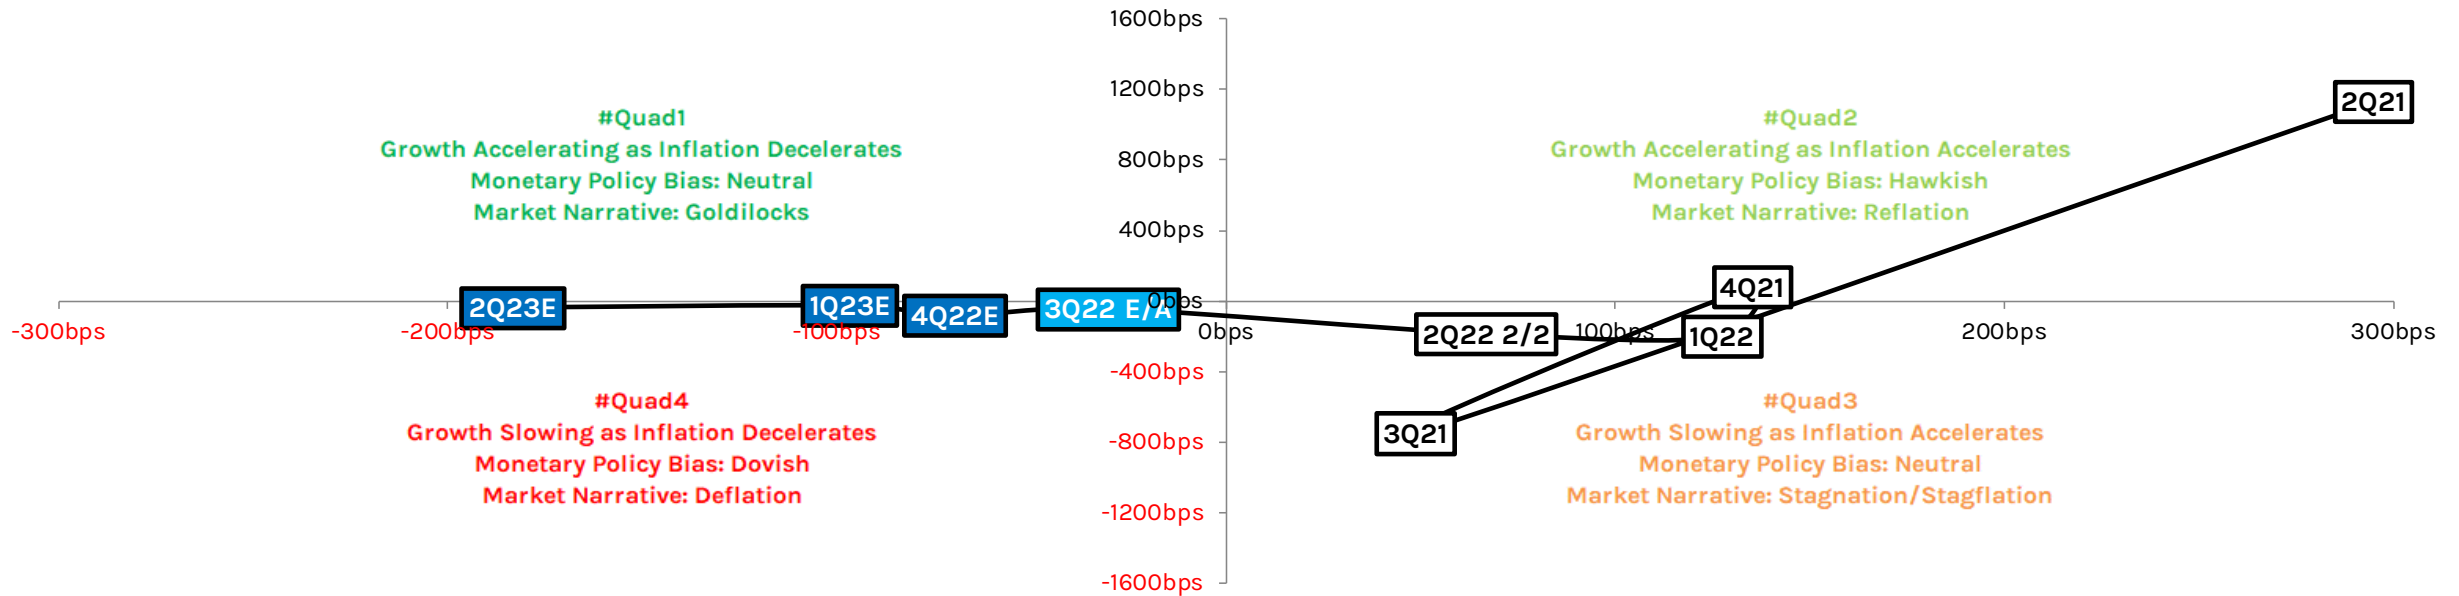 1600bps
1200bps
2Q21
#Quad1
#Quad2
Growth Accelerating as Inflation Decelerates
800bps
Growth Accelerating as Inflation Accelerates
Monetary Policy Bias: Neutral
Monetary Policy Bias: Hawkish
Market Narrative: Goldilocks
Market Narrative: Reflation
400bps
4Q21
2Q23E
1Q23E
4Q22E
3Q22 E/A
0bps
-300bps
-200bps
-100bps
0bps
2Q22 2/2
100bps
1Q22
200bps
300bps
-400bps
#Quad4
#Quad3
Growth Slowing as Inflation Decelerates
3Q21
-800bps
Growth Slowing as Inflation Accelerates
Monetary Policy Bias: Dovish
Monetary Policy Bias: Neutral
Market Narrative: Deflation
Market Narrative: Stagnation/Stagflation
-1200bps
-1600bps